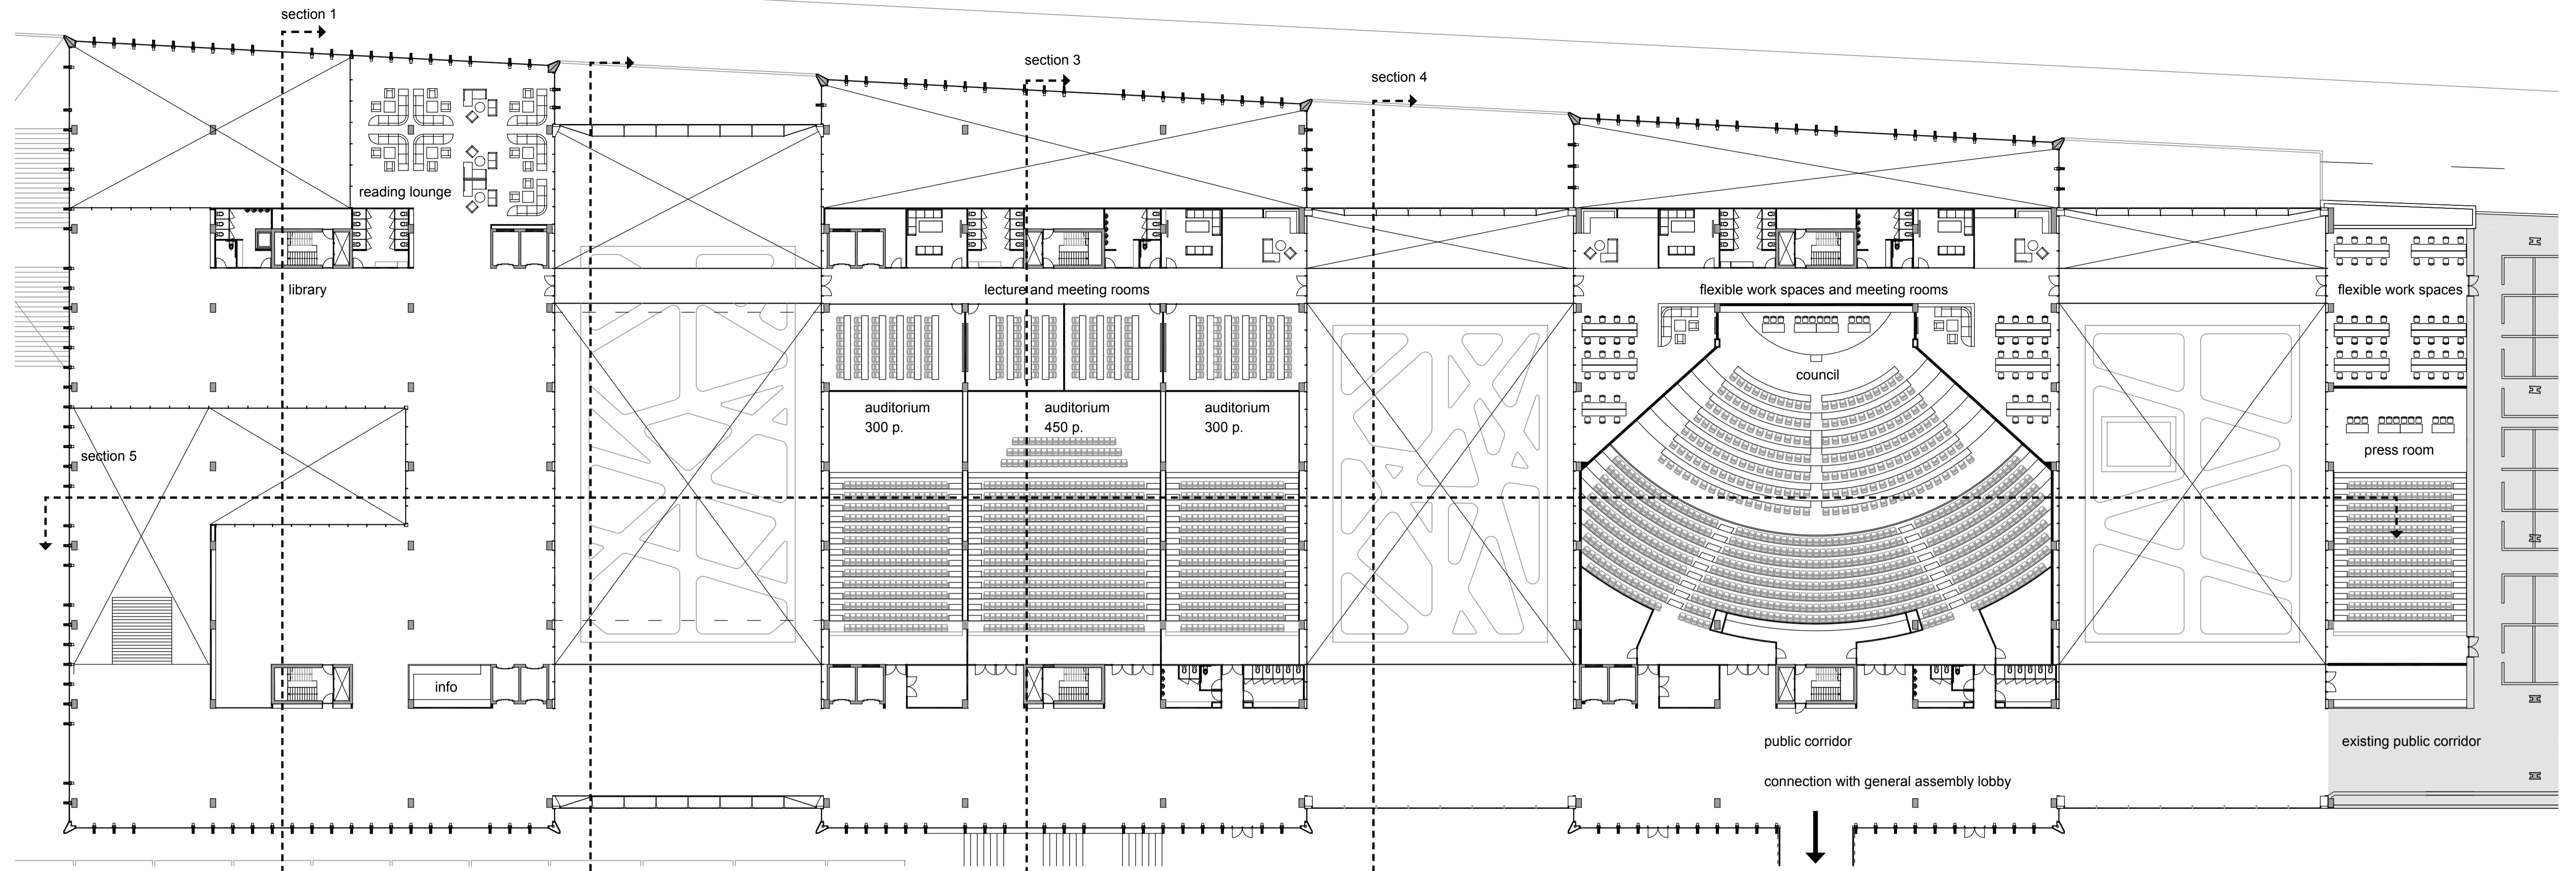 section 1
section 3
section 4
reading lounge
library
lecture and meeting rooms
flexible work spaces and meeting rooms
flexible work spaces
council
auditorium
300 p.
auditorium
450 p.
auditorium
300 p.
section 5
press room
info
public corridor
existing public corridor
connection with general assembly lobby